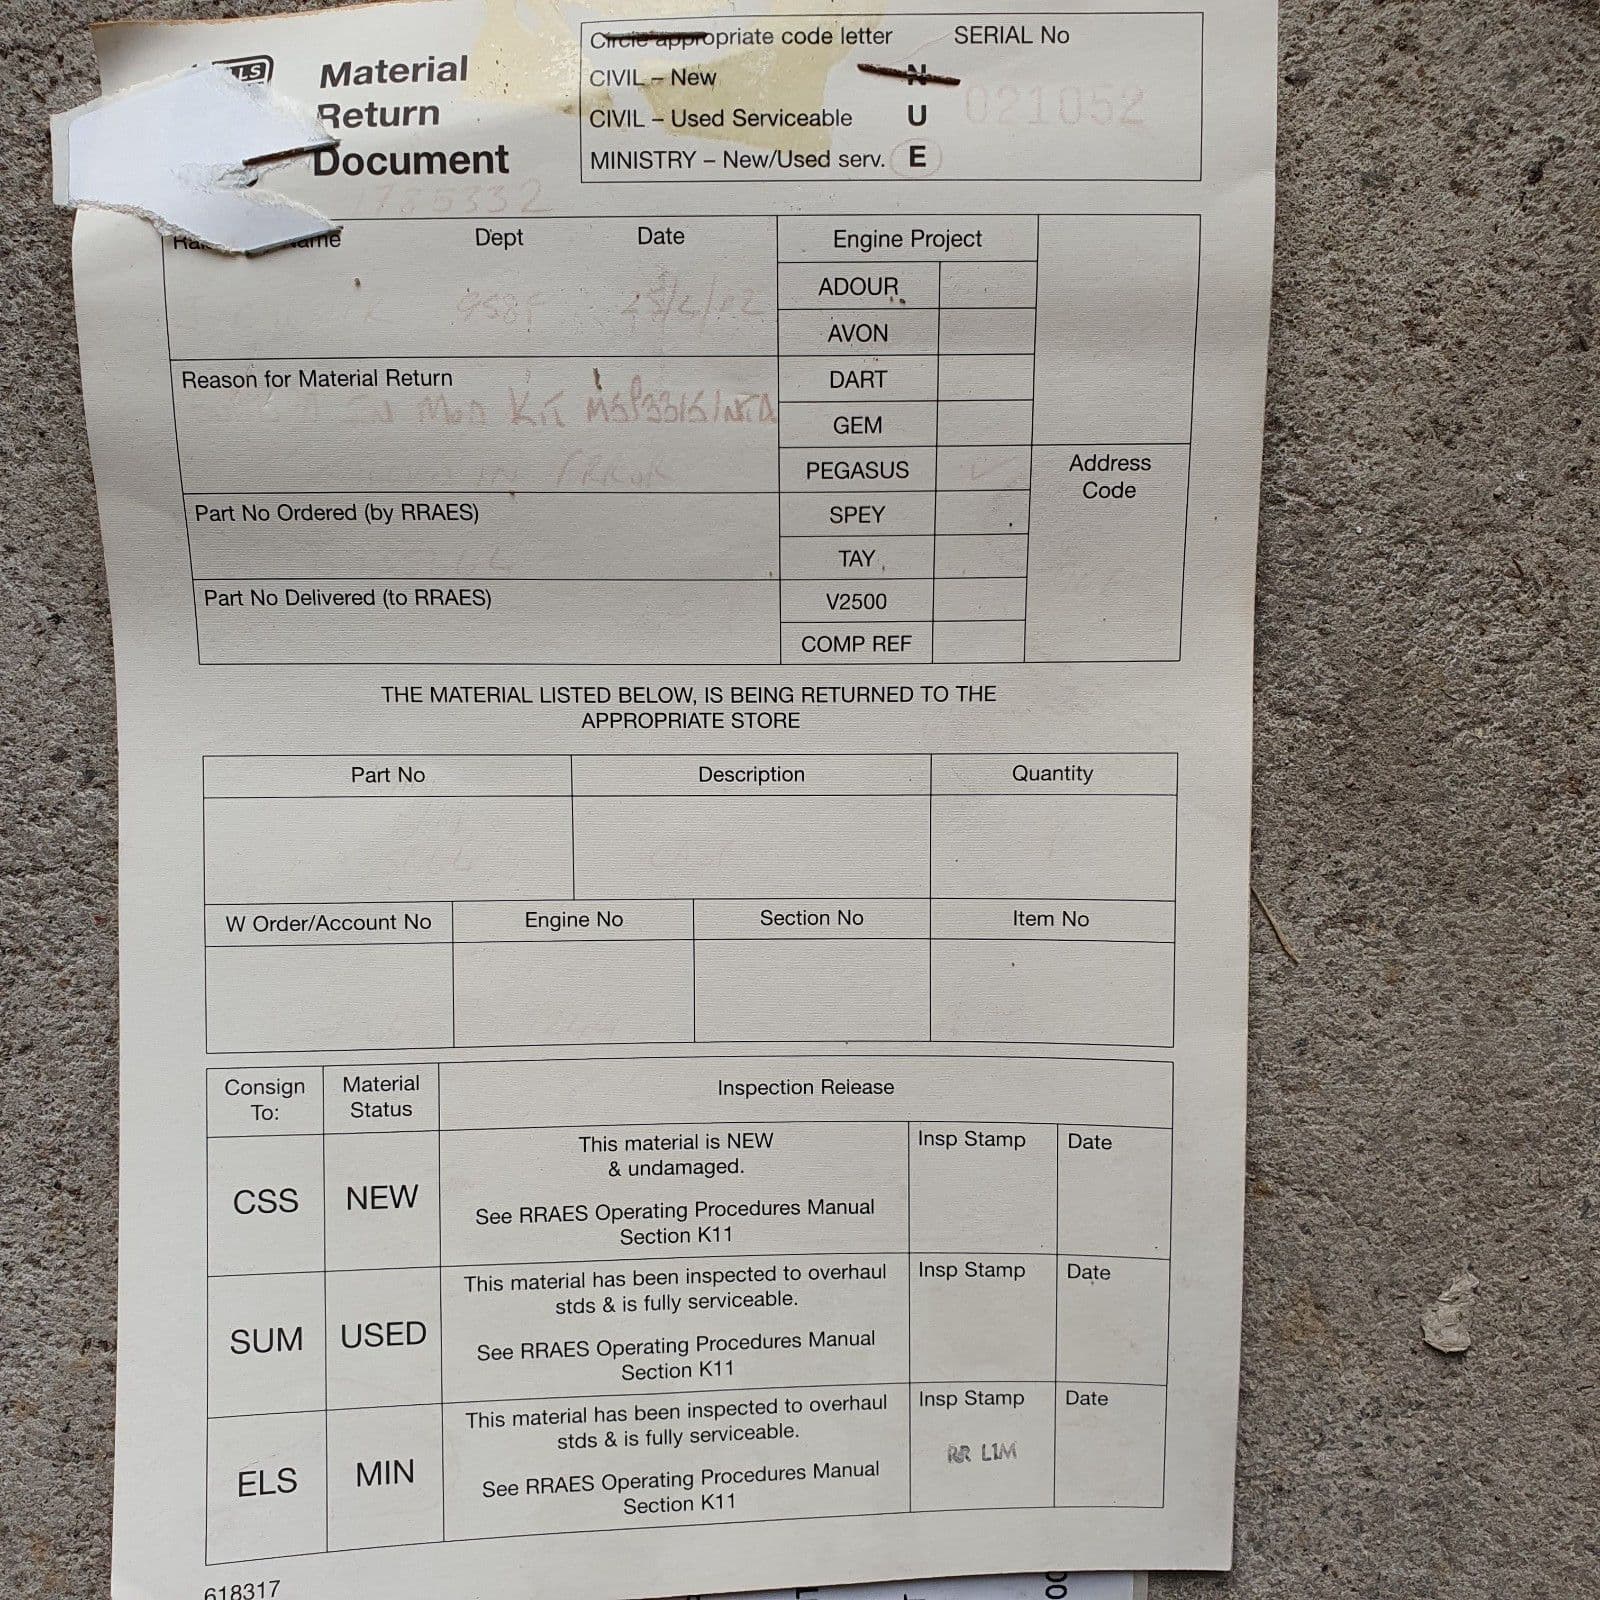 Material
Return
Document
Circle appropriate code letter SERIAL No
CIVIL – New N
CIVIL – Used Serviceable U 021052
MINISTRY – New/Used serv. E
Name Dept Date
Engine Project
ADOUR
AVON
Reason for Material Return
MOD KIT
IN ERROR
DART
GEM
PEGASUS ✓
Address
Code
Part No Ordered (by RRAES)
SPEY
TAY
Part No Delivered (to RRAES)
V2500
COMP REF
THE MATERIAL LISTED BELOW, IS BEING RETURNED TO THE
APPROPRIATE STORE
Part No Description Quantity
W Order/Account No Engine No Section No Item No
Consign
To:
Material
Status
Inspection Release
CSS NEW
This material is NEW
& undamaged.
See RRAES Operating Procedures Manual
Section K11
Insp Stamp Date
SUM USED
This material has been inspected to overhaul
stds & is fully serviceable.
See RRAES Operating Procedures Manual
Section K11
Insp Stamp Date
ELS MIN
This material has been inspected to overhaul
stds & is fully serviceable.
See RRAES Operating Procedures Manual
Section K11
Insp Stamp Date
RR L1M
618317